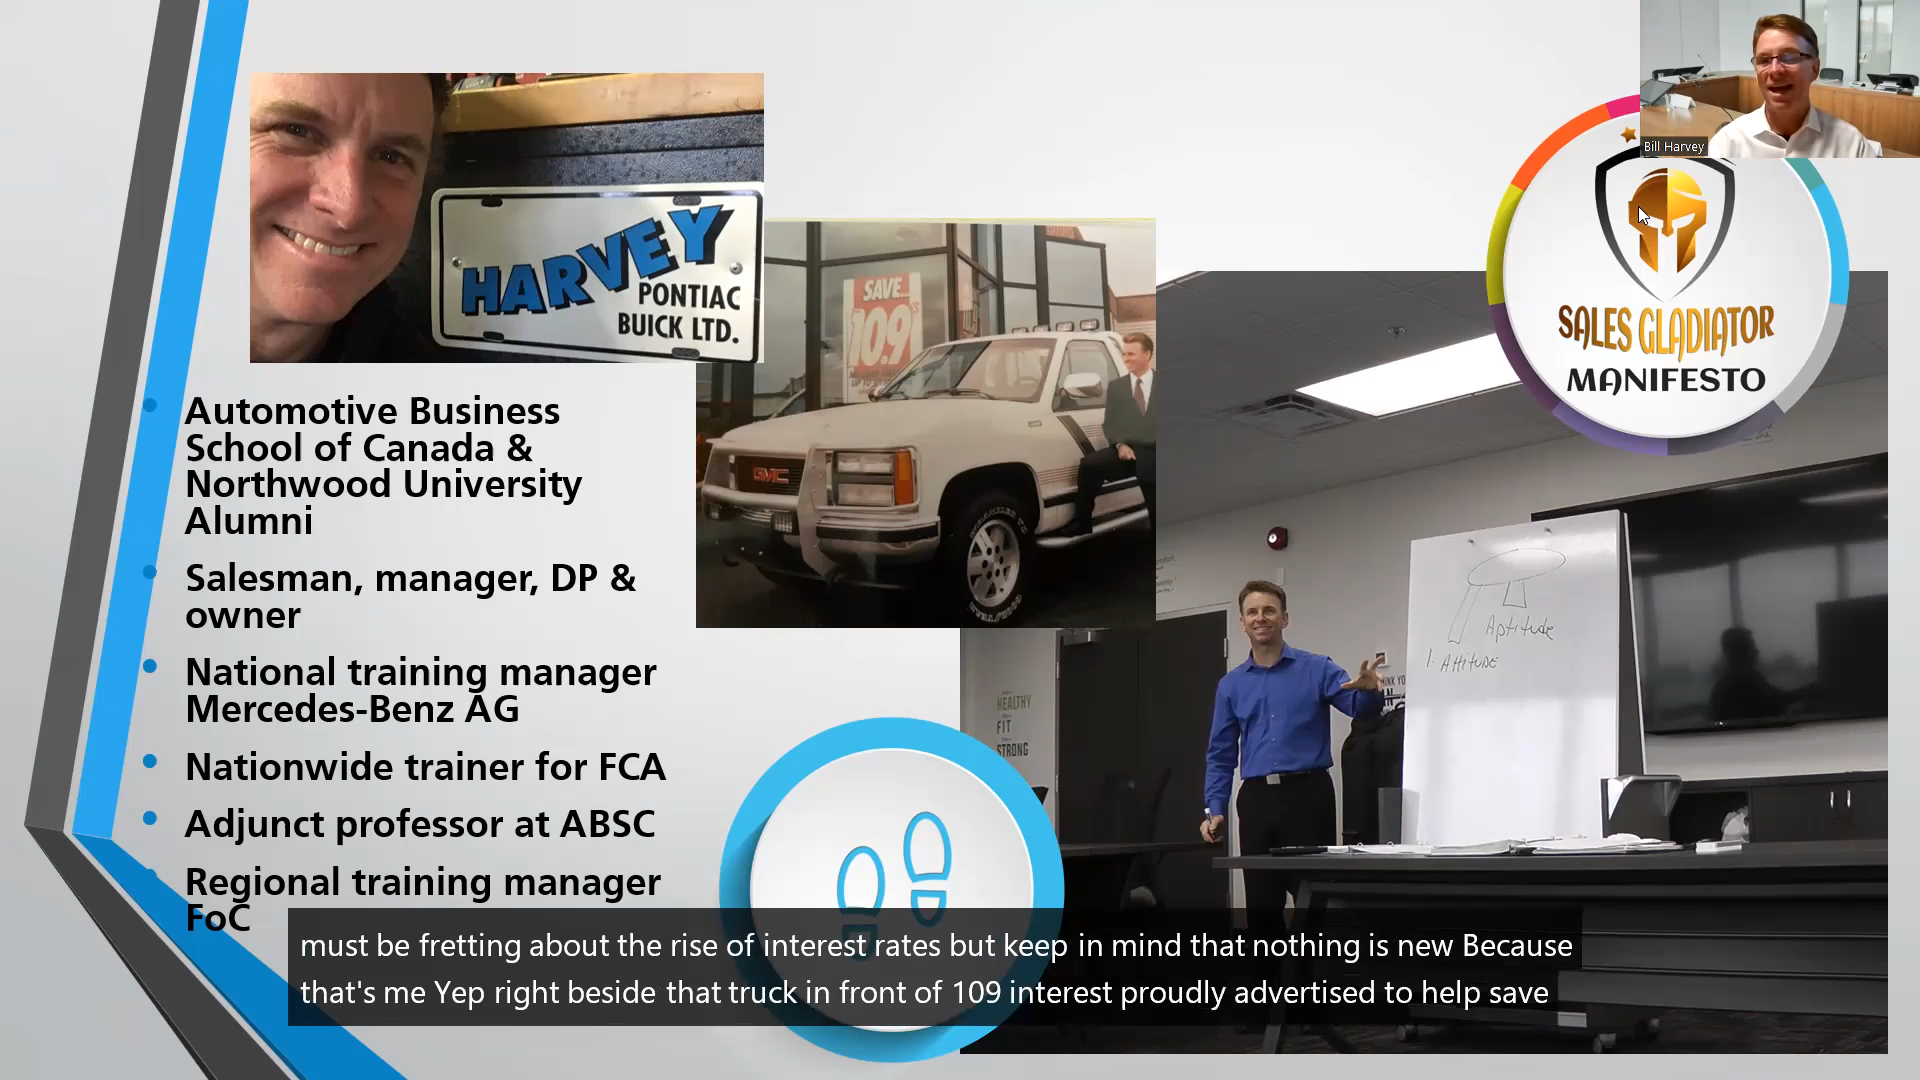 Bill Harvey
HARVEY
PONTIAC
BUICK LTD.
SAVE...
10.9
GMC
SALES GLADIATOR
MANIFESTO
Automotive Business
School of Canada &
Northwood University
Alumni
Salesman, manager, DP &
owner
National training manager
Mercedes-Benz AG
Nationwide trainer for FCA
Adjunct professor at ABSC
Regional training manager
FoC
Aptitude
1. Attitude
HEALTHY
FIT
STRONG
must be fretting about the rise of interest rates but keep in mind that nothing is new Because
that's me Yep right beside that truck in front of 109 interest proudly advertised to help save